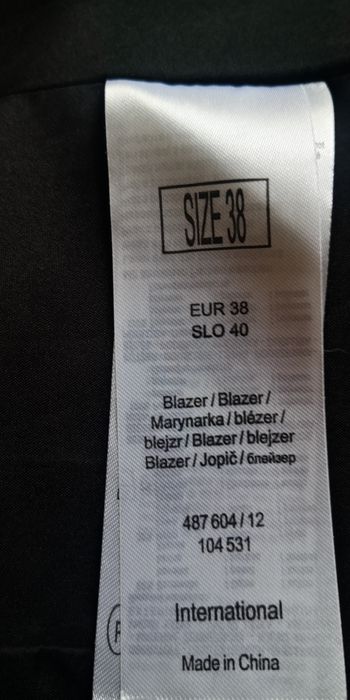 SIZE 38
EUR 38
SLO 40
Blazer / Blazer /
Marynarka / blézer /
blejzr / Blazer / blejzer
Blazer / Jopič / блейзер
487 604 / 12
104 531
International
Made in China